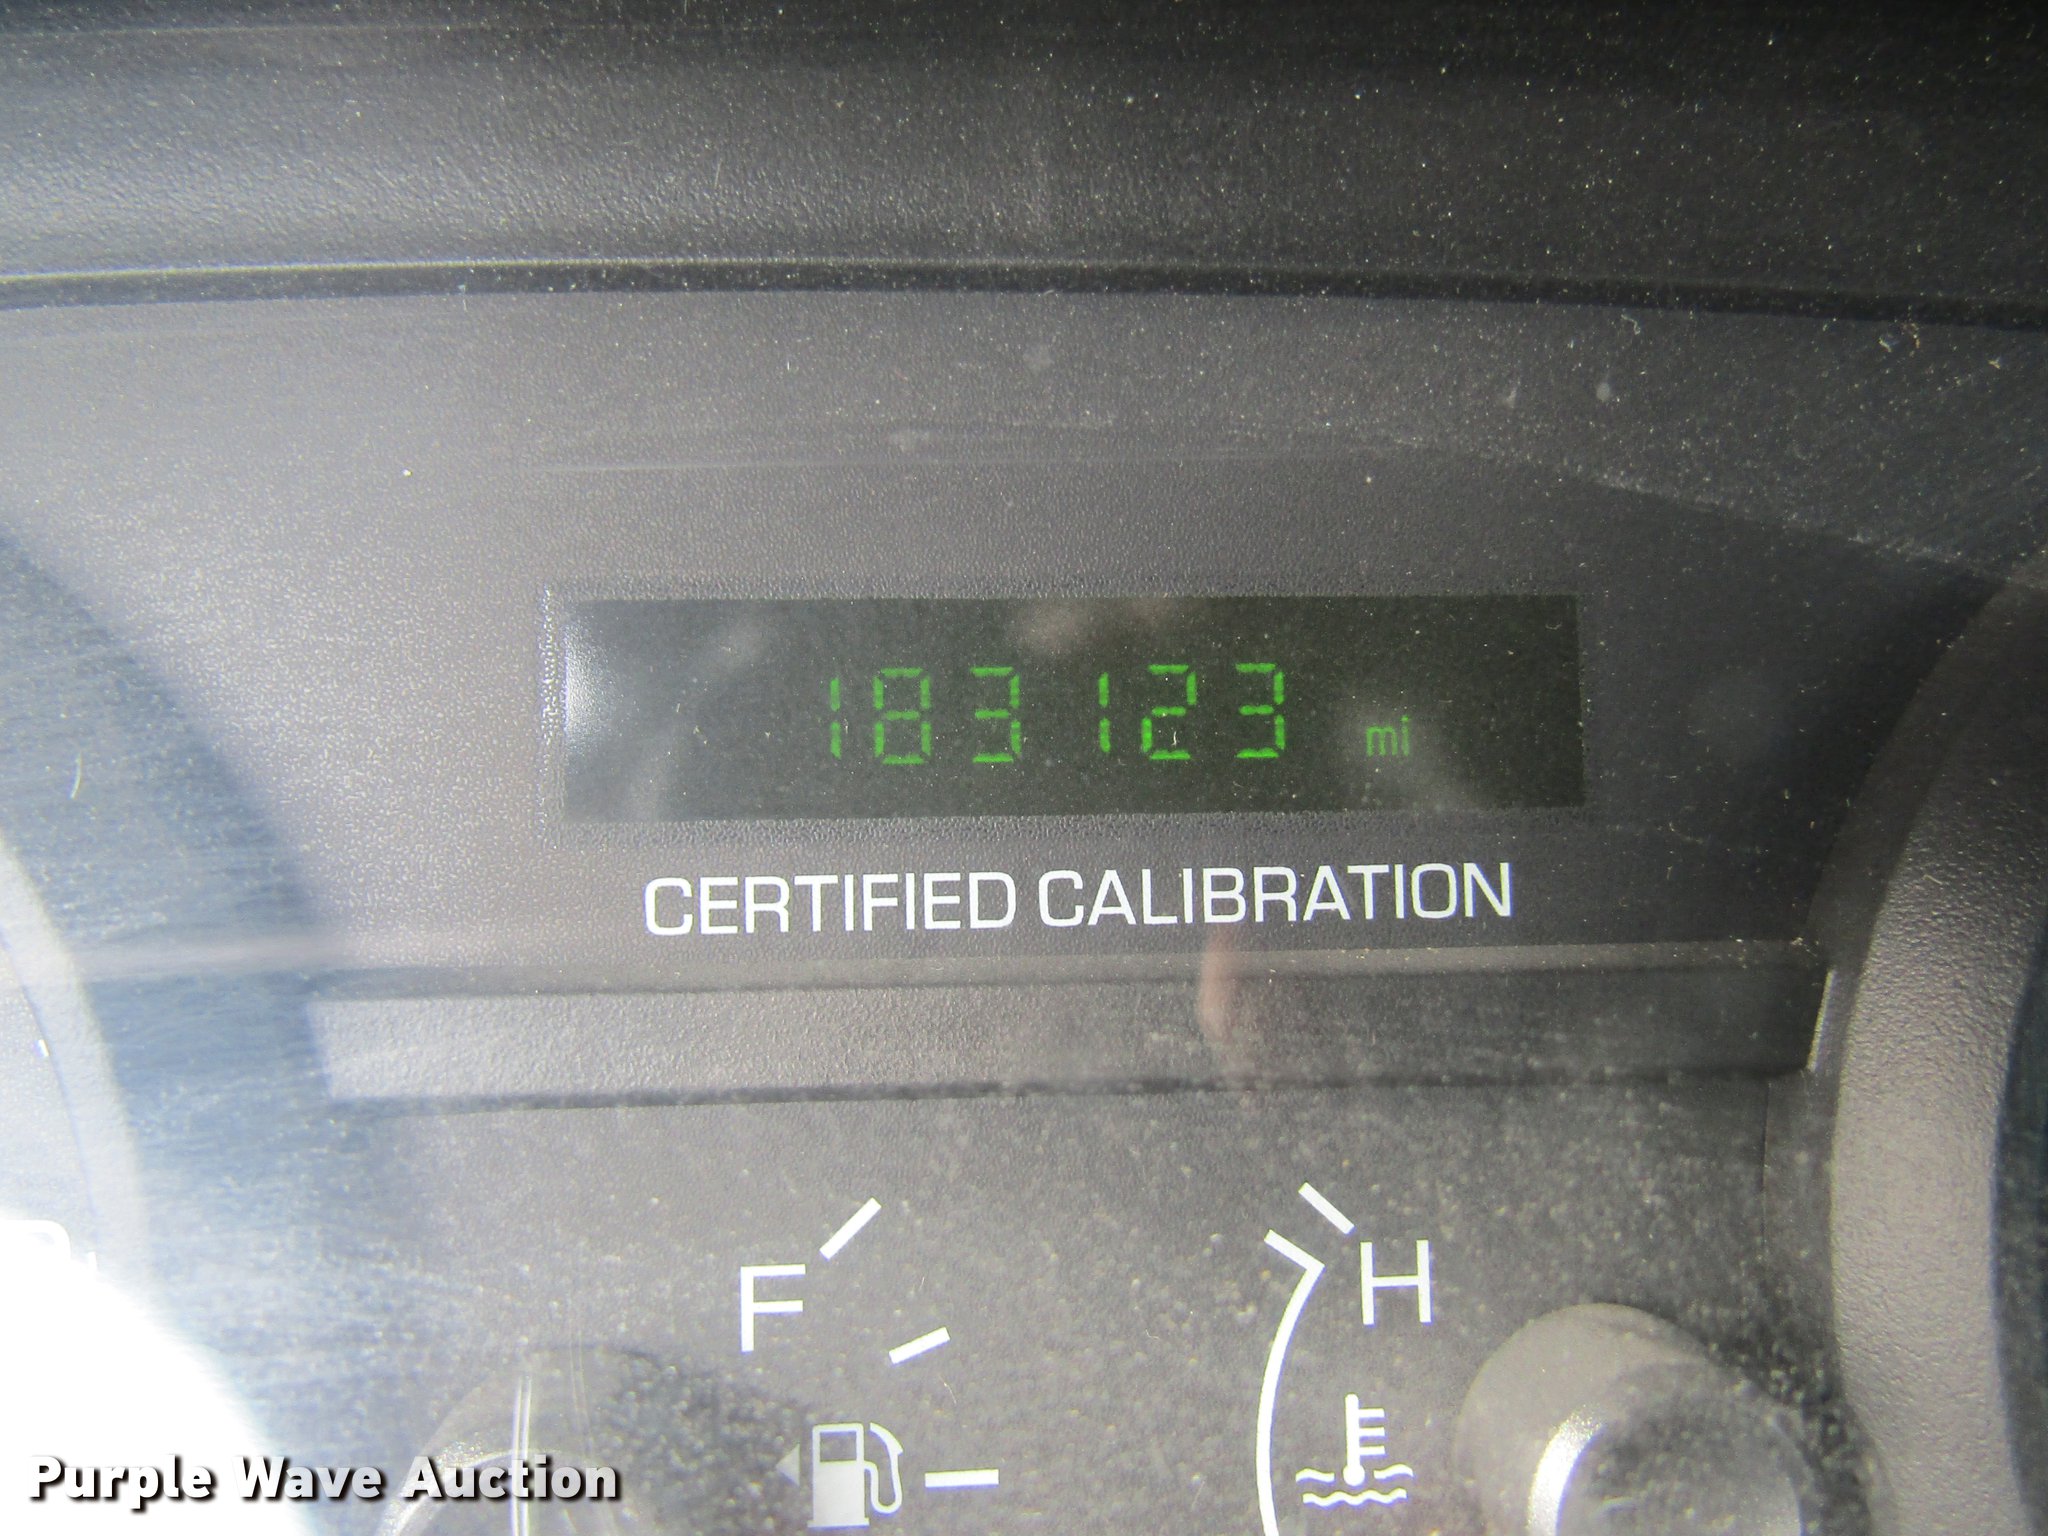 183123 mi
CERTIFIED CALIBRATION
F H
Purple Wave Auction